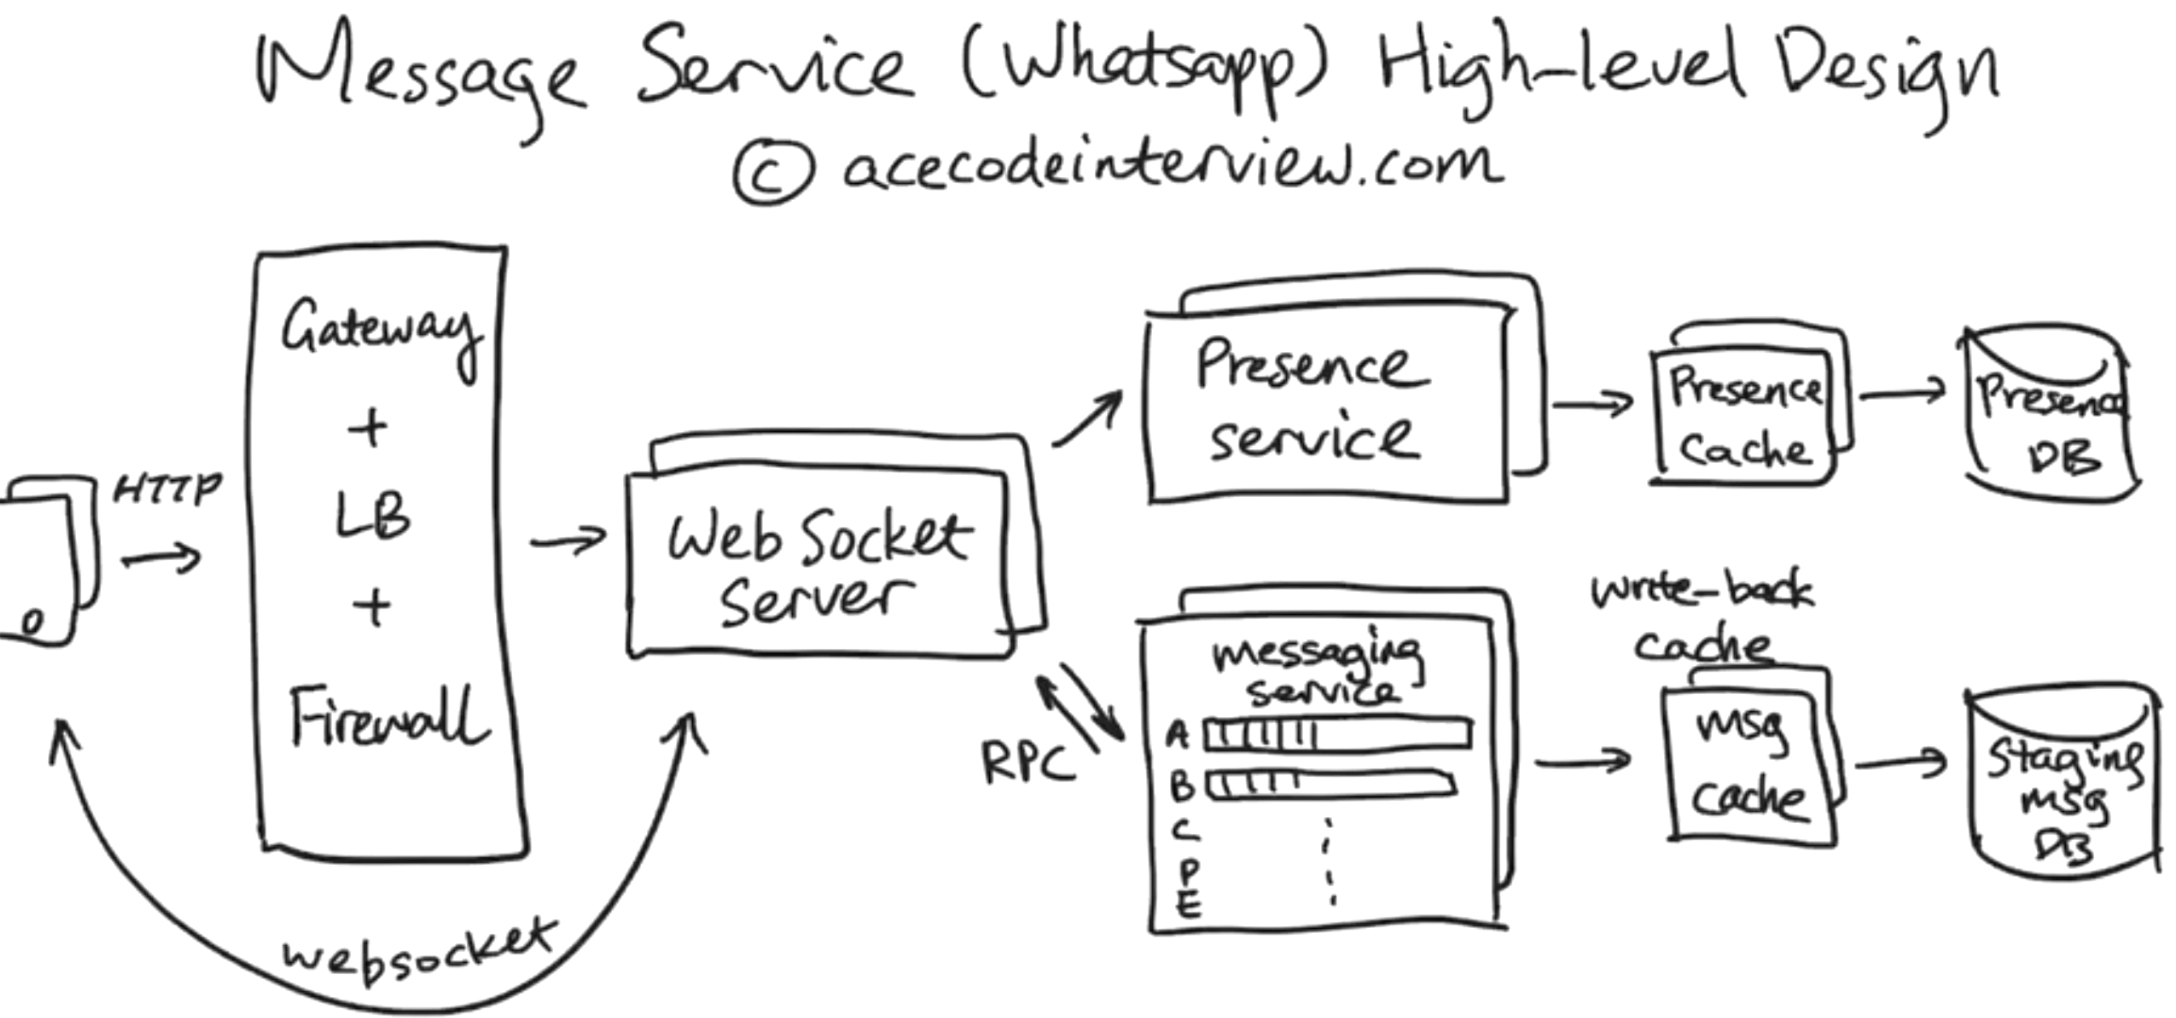 Message Service (Whatsapp) High-level Design
© acecodeinterview.com
HTTP
Gateway
+
LB
+
Firewall
websocket
Web Socket
Server
RPC
Presence
service
Presence
Cache
Presence
DB
messaging
service
A
B
C
P
E
write-back
cache
msg
cache
Staging
msg
DB